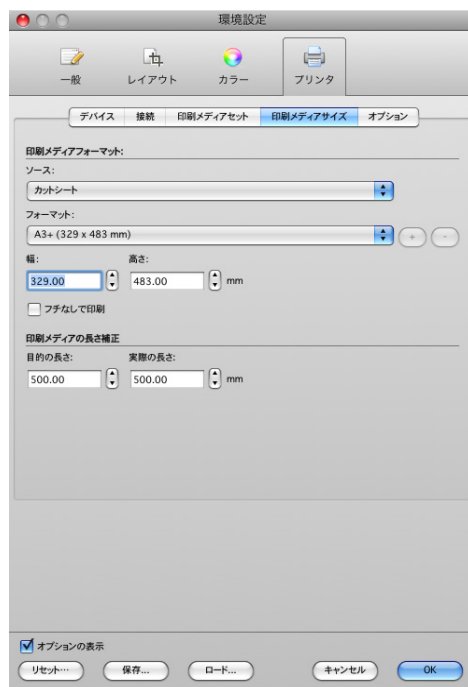 環境設定
一般 レイアウト カラー プリンタ
デバイス 接続 印刷メディアセット 印刷メディアサイズ オプション
印刷メディアフォーマット:
ソース:
カットシート
フォーマット:
A3+ (329 x 483 mm)
+ -
幅: 高さ:
329.00 483.00 mm
フチなしで印刷
印刷メディアの長さ補正
目的の長さ: 実際の長さ:
500.00 500.00 mm
オプションの表示
リセット... 保存... ロード... キャンセル OK